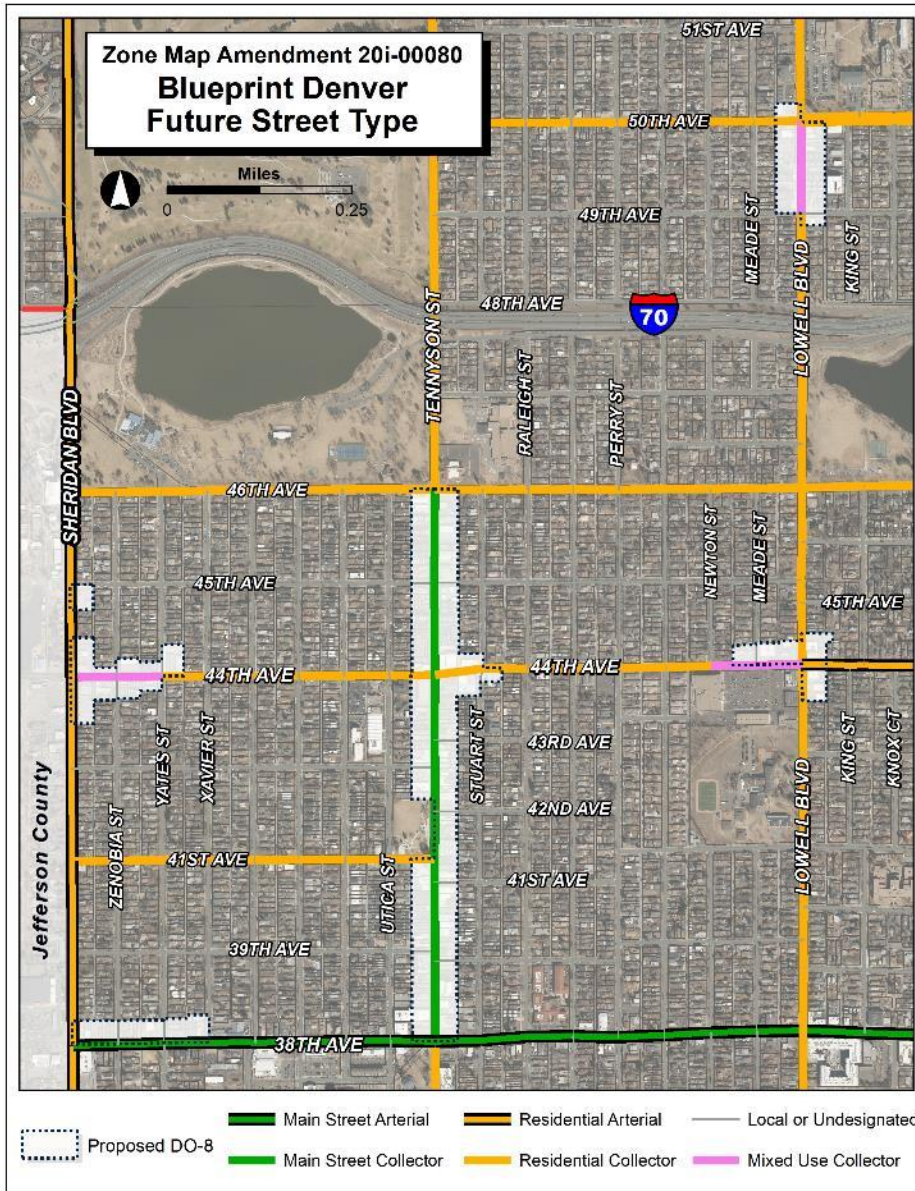 Zone Map Amendment 20i-00080
Blueprint Denver
Future Street Type
Miles
0 0.25
51ST AVE
50TH AVE
49TH AVE
MEADE ST
LOWELL BLVD
KING ST
48TH AVE
70
TENNYSON ST
RALEIGH ST
PERRY ST
SHERIDAN BLVD
46TH AVE
NEWTON ST
MEADE ST
45TH AVE
45TH AVE
44TH AVE
44TH AVE
YATES ST
XAVIER ST
STUART ST
43RD AVE
KING ST
KNOX CT
42ND AVE
LOWELL BLVD
ZENOBIA ST
41ST AVE
UTICA ST
41ST AVE
Jefferson County
39TH AVE
38TH AVE
Proposed DO-8
Main Street Arterial
Residential Arterial
Local or Undesignated
Main Street Collector
Residential Collector
Mixed Use Collector